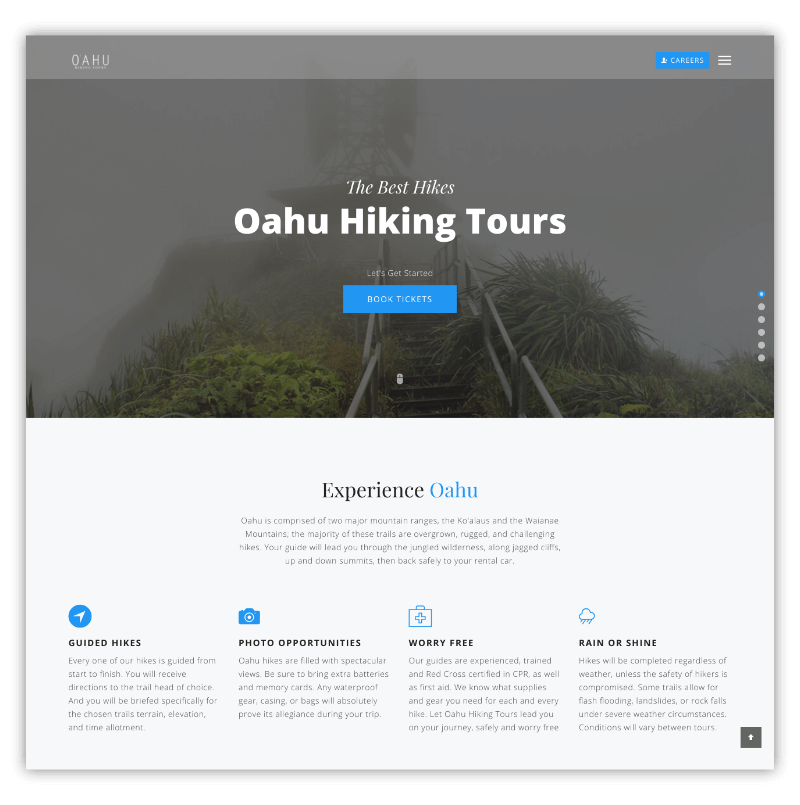 O'AHU
CAREERS
The Best Hikes
Oahu Hiking Tours
Let's Get Started
BOOK TICKETS
Experience Oahu
Oahu is comprised of two major mountain ranges, the Ko'alaus and the Waianae
Mountains, the majority of these trails are overgrown, rugged, and challenging
hikes. Your guide will lead you through the jungled wilderness, along jagged cliffs,
up and down summits, then back safely to your rental car.
GUIDED HIKES
Every one of our hikes is guided from
start to finish. You will receive
directions to the trail head of choice.
And you will be briefed specifically for
the chosen trails terrain, elevation,
and time allotment.
PHOTO OPPORTUNITIES
Oahu hikes are filled with spectacular
views. Be sure to bring extra batteries
and memory cards. Any waterproof
gear, casing, or bags will absolutely
prove its allegiance during your trip.
WORRY FREE
Our guides are experienced, trained
and Red Cross certified in CPR, as well
as first aid. We know what supplies
and gear you need for each and every
hike. Let Oahu Hiking Tours lead you
on your journey, safely and worry free
RAIN OR SHINE
Hikes will be completed regardless of
weather, unless the safety of hikers is
compromised. Some trails allow for
flash flooding, landslides, or rock falls
under severe weather circumstances.
Conditions will vary between tours.